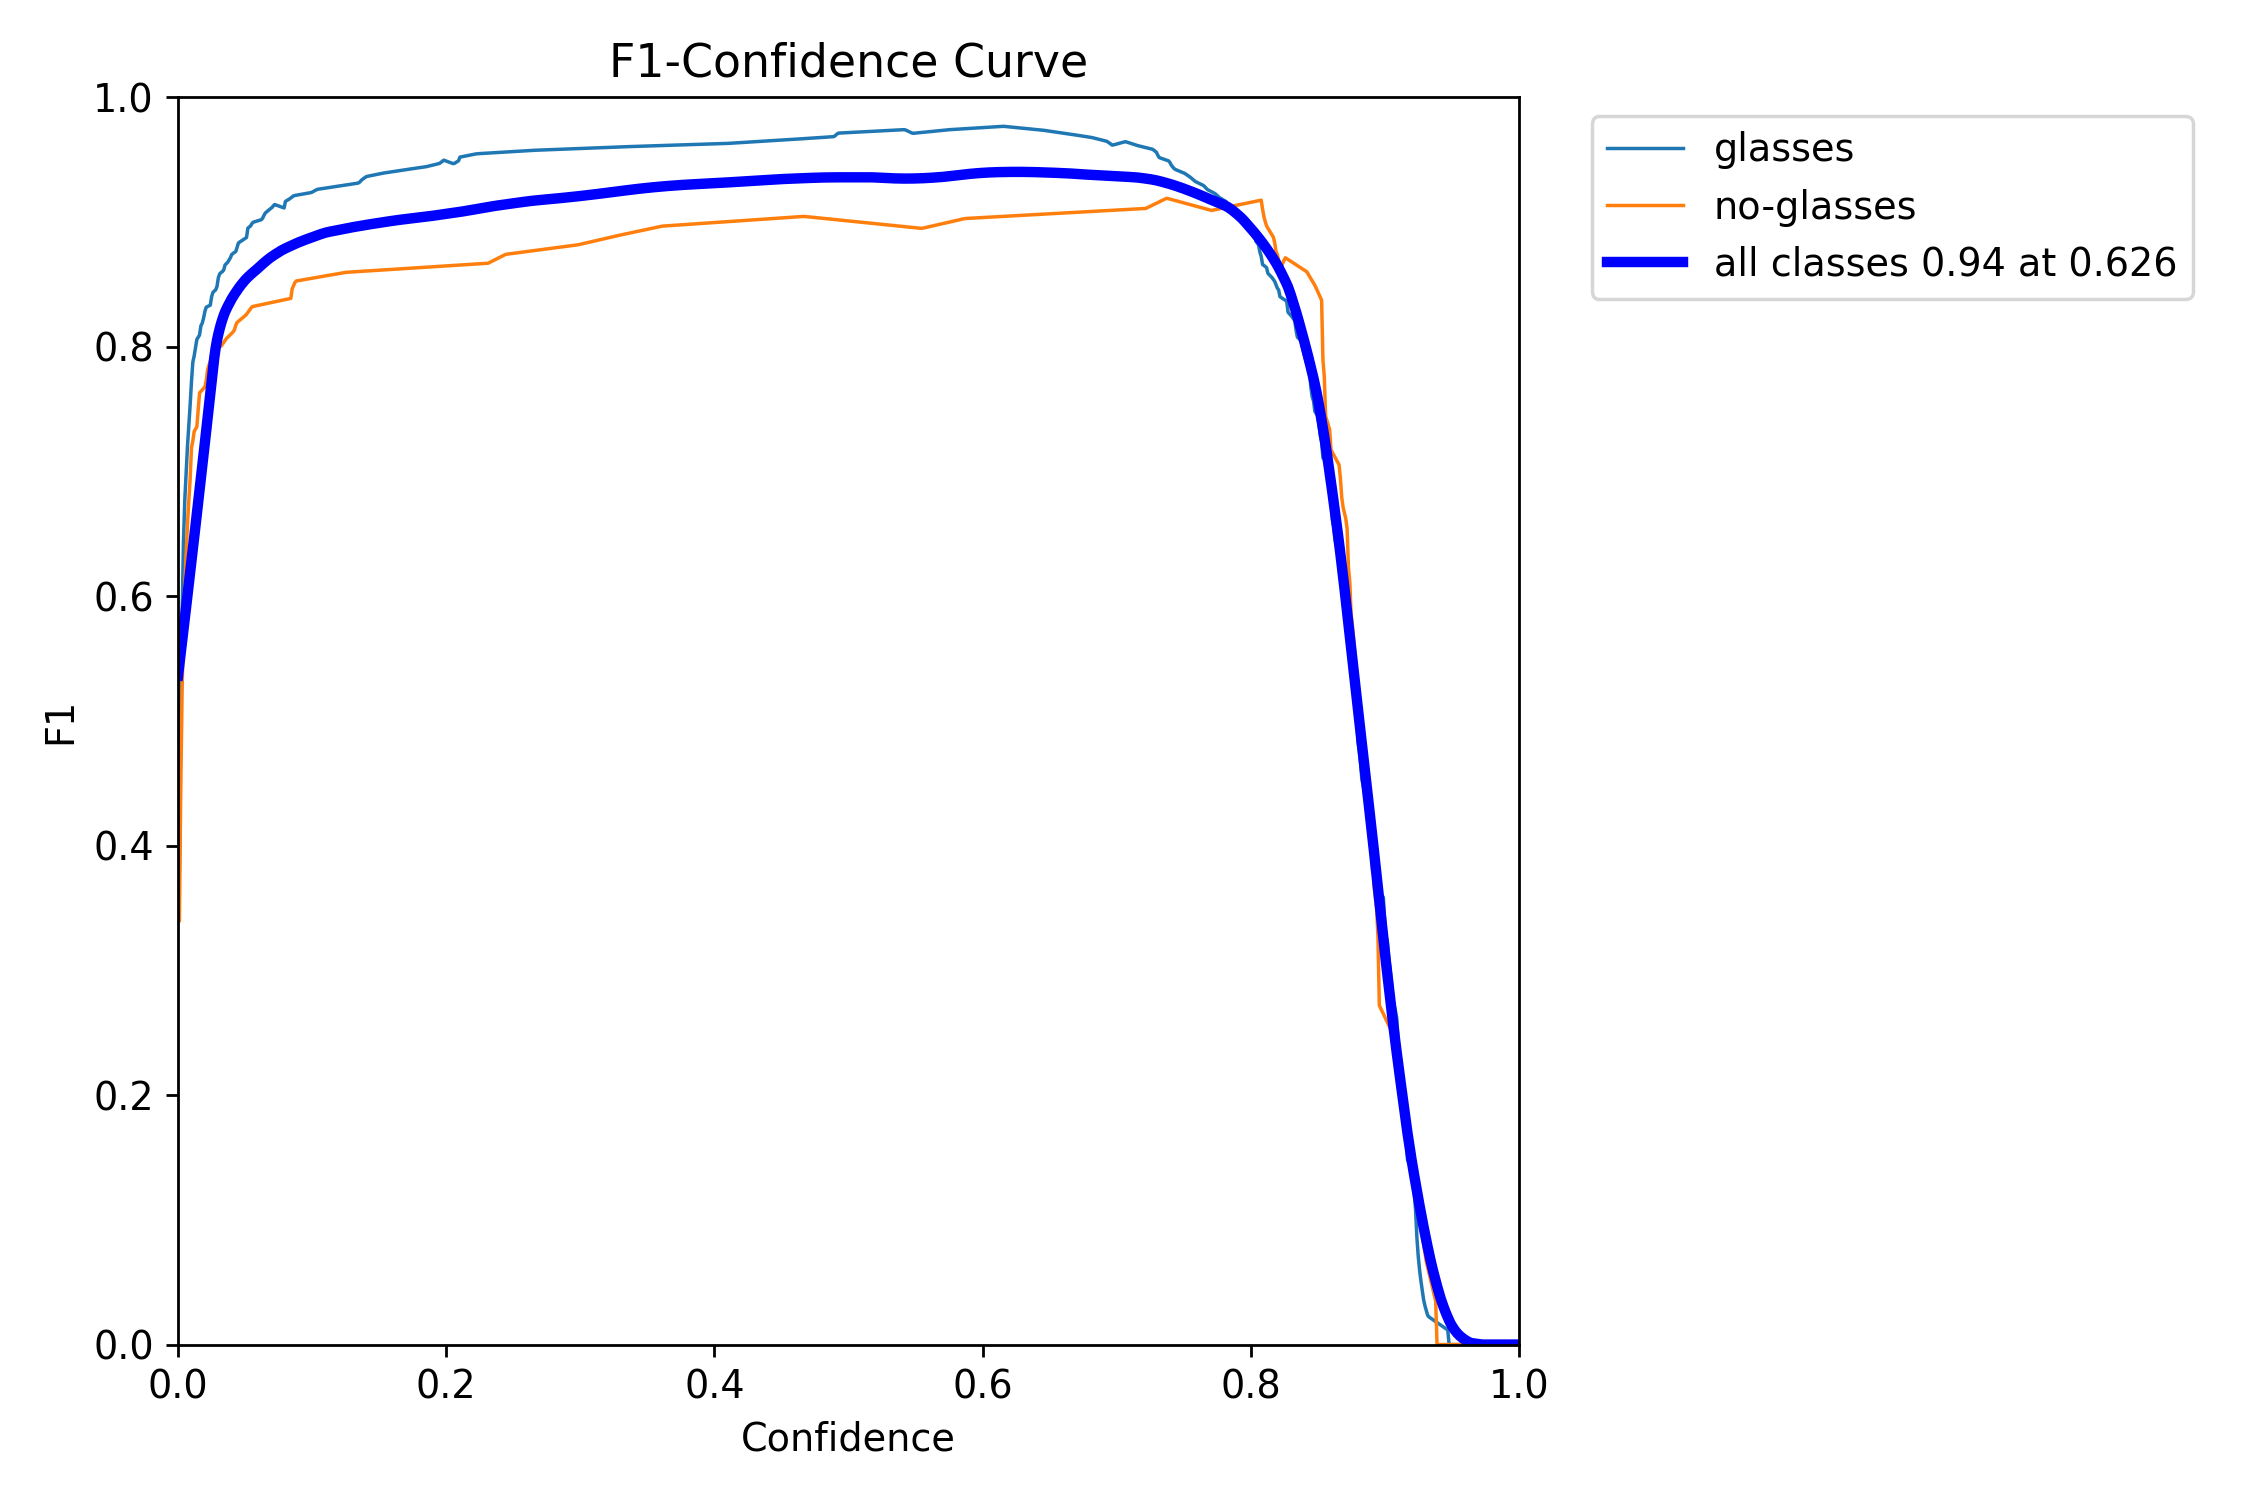 F1-Confidence Curve
1.0
0.8
0.6
0.4
0.2
0.0
F1
0.0 0.2 0.4 0.6 0.8 1.0
Confidence
glasses
no-glasses
all classes 0.94 at 0.626